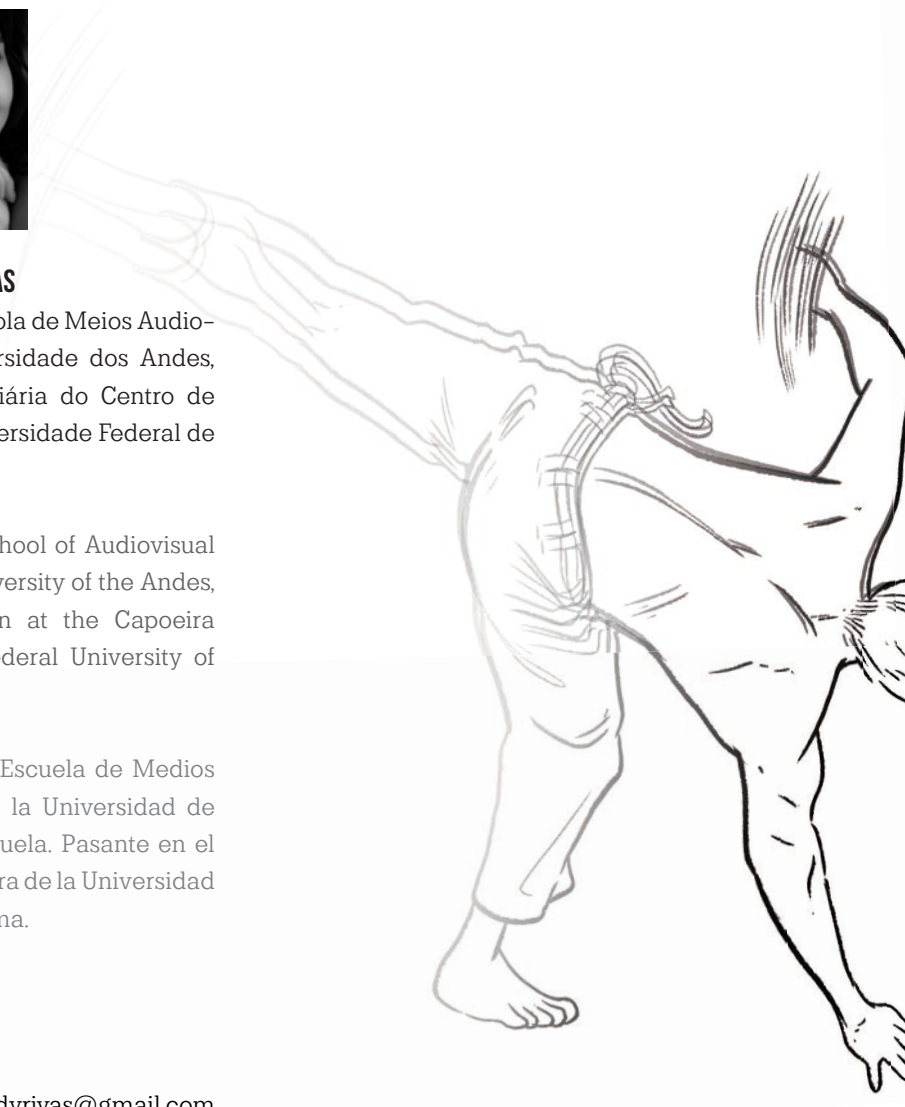 AS
ola de Meios Audio-
rsidade dos Andes,
iária do Centro de
ersidade Federal de
hool of Audiovisual
versity of the Andes,
n at the Capoeira
ederal University of
Escuela de Medios
la Universidad de
uela. Pasante en el
ra de la Universidad
na.
dyrivas@gmail.com